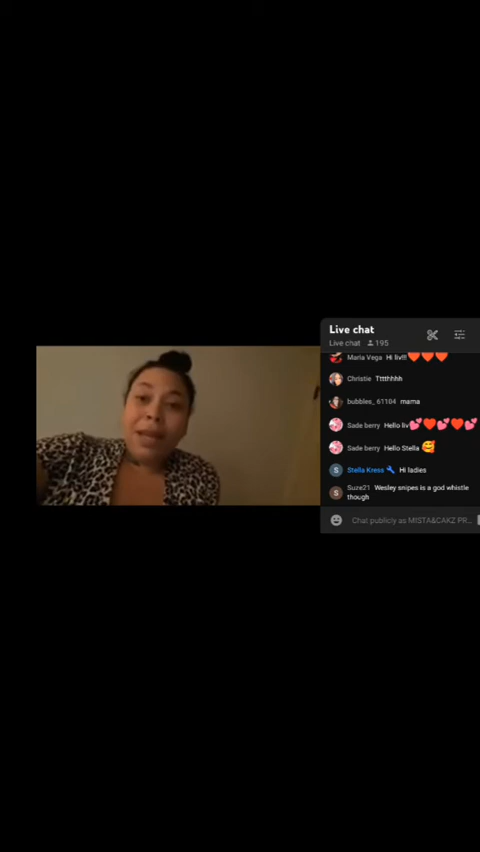 Live chat
Live chat 195
Maria Vega Hi liv!!! ❤️❤️❤️
Christie Tttthhhh
bubbles_61104 mama
Sade berry Hello liv💕❤️💕❤️💕
Sade berry Hello Stella 🥰
S Stella Kress Hi ladies
S Suze21 Wesley snipes is a god whistle
though
Chat publicly as MISTA&CAKZ PR...